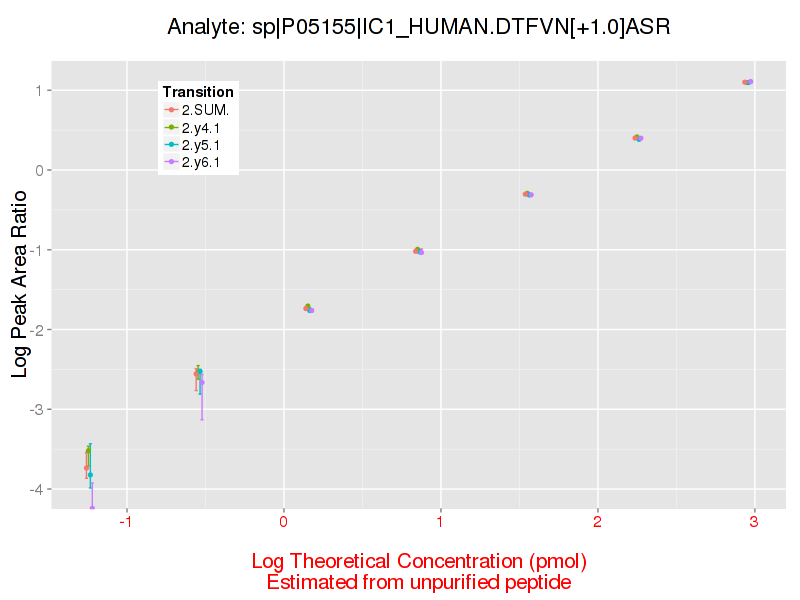 Analyte: sp|P05155|IC1_HUMAN.DTFVN[+1.0]ASR
Transition
2.SUM.
2.y4.1
2.y5.1
2.y6.1
Log Peak Area Ratio
1
0
-1
-2
-3
-4
-1
0
1
2
3
Log Theoretical Concentration (pmol)
Estimated from unpurified peptide